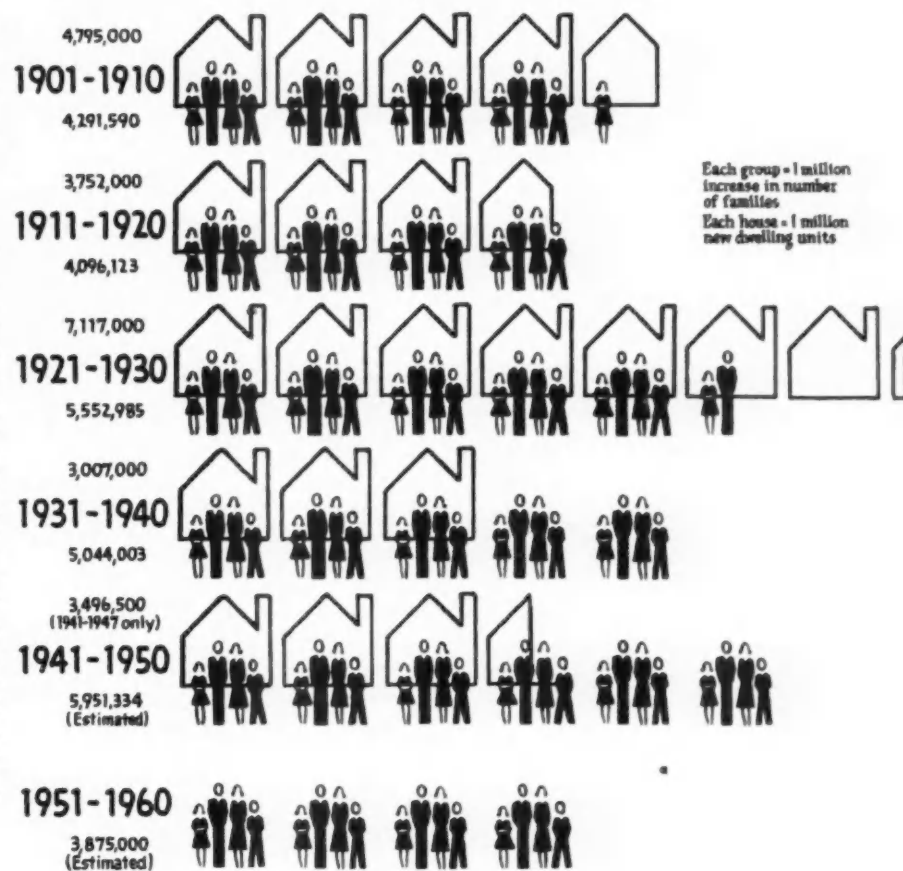 4,795,000
1901-1910
4,291,590
Each group = 1 million
increase in number
of families
Each house = 1 million
new dwelling units
3,752,000
1911-1920
4,096,123
7,117,000
1921-1930
5,552,985
3,007,000
1931-1940
5,044,003
3,496,500
(1941-1947 only)
1941-1950
5,951,334
(Estimated)
1951-1960
3,875,000
(Estimated)